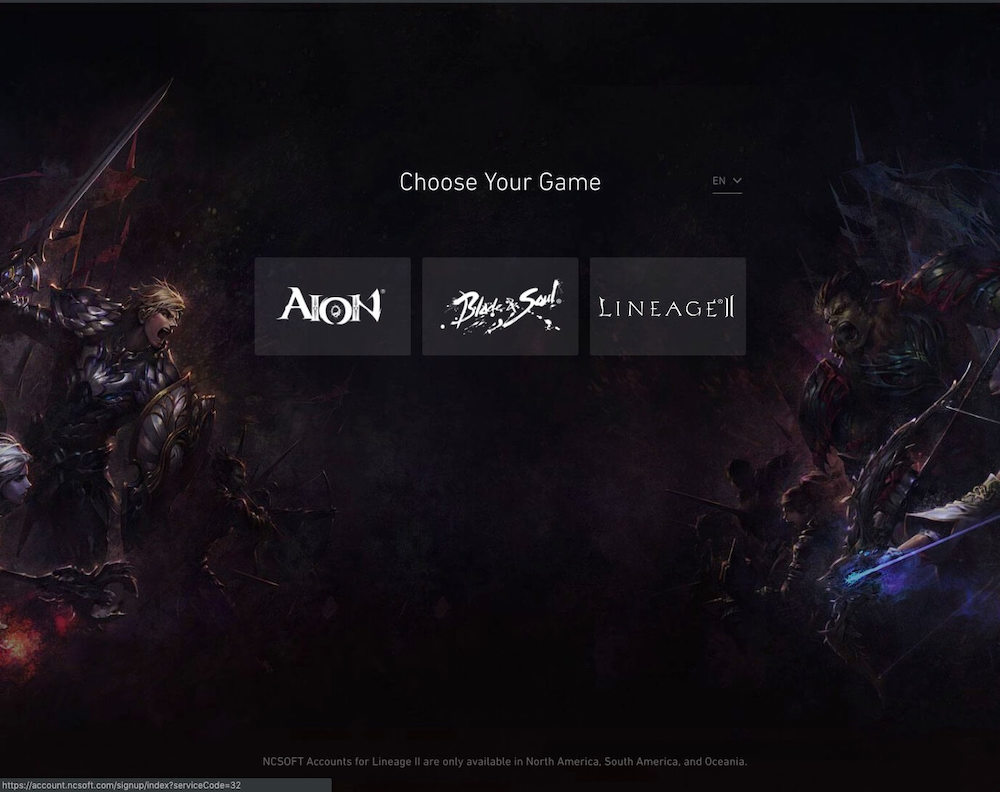 Choose Your Game
EN
AION®
Blade & Soul®
LINEAGE® II
NCSOFT Accounts for Lineage II are only available in North America, South America, and Oceania.
https://account.ncsoft.com/signup/index?serviceCode=32